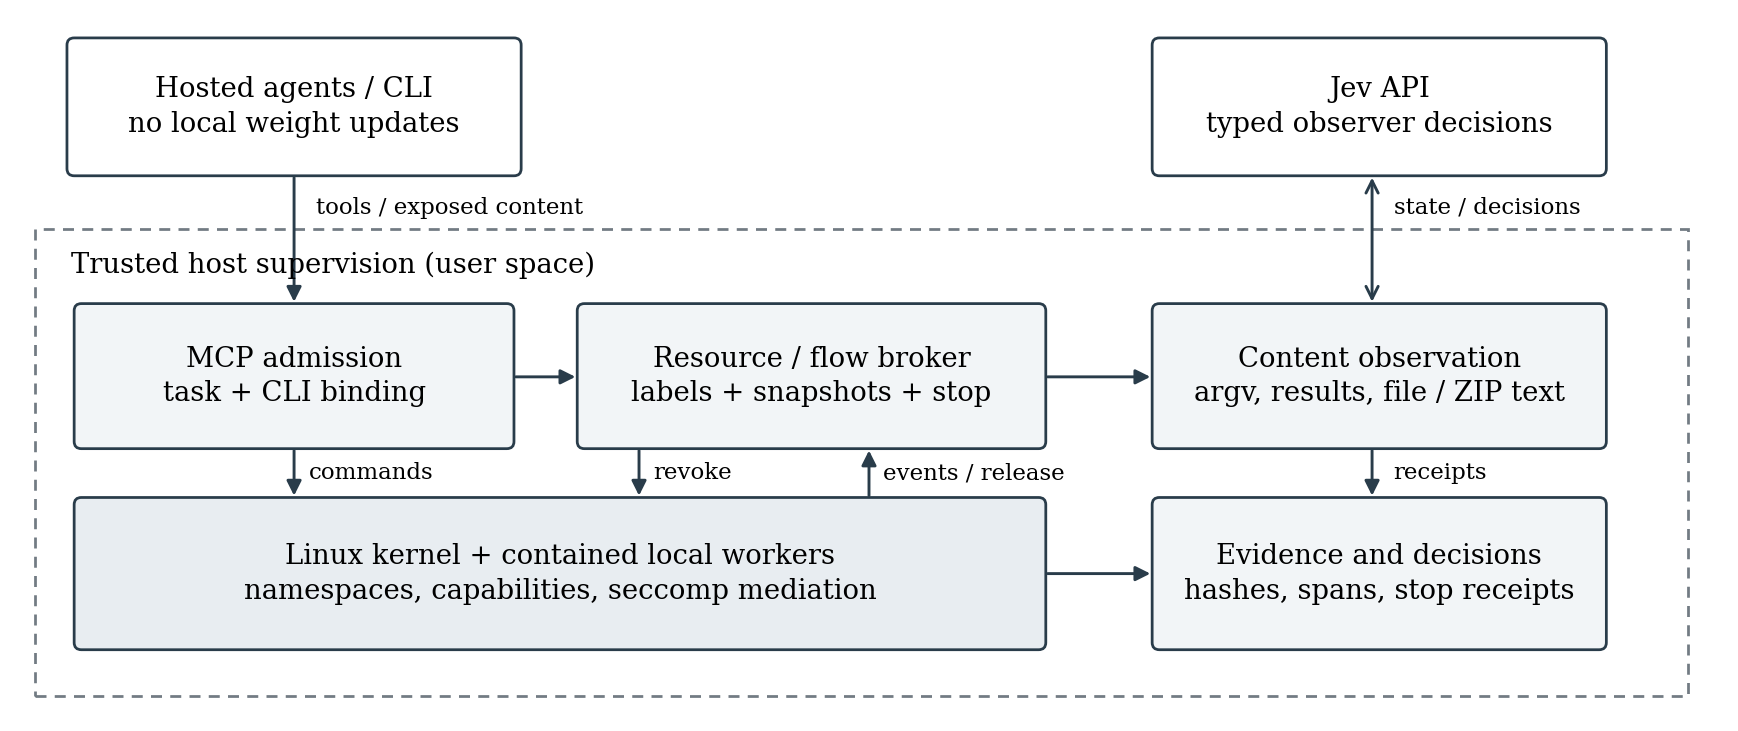 Hosted agents / CLI
no local weight updates
Jev API
typed observer decisions
tools / exposed content
state / decisions
Trusted host supervision (user space)
MCP admission
task + CLI binding
Resource / flow broker
labels + snapshots + stop
Content observation
argv, results, file / ZIP text
commands
revoke
events / release
receipts
Linux kernel + contained local workers
namespaces, capabilities, seccomp mediation
Evidence and decisions
hashes, spans, stop receipts